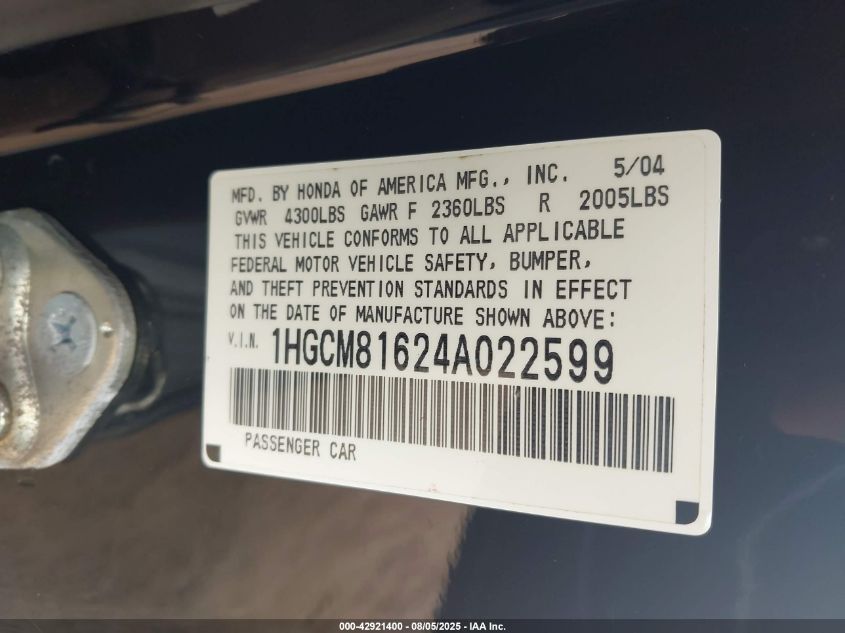 MFD. BY HONDA OF AMERICA MFG., INC. 5/04
GVWR 4300LBS GAWR F 2360LBS R 2005LBS
THIS VEHICLE CONFORMS TO ALL APPLICABLE
FEDERAL MOTOR VEHICLE SAFETY, BUMPER,
AND THEFT PREVENTION STANDARDS IN EFFECT
ON THE DATE OF MANUFACTURE SHOWN ABOVE:
V.I.N. 1HGCM81624A022599
PASSENGER CAR
000-42921400 - 08/05/2025 - IAA Inc.